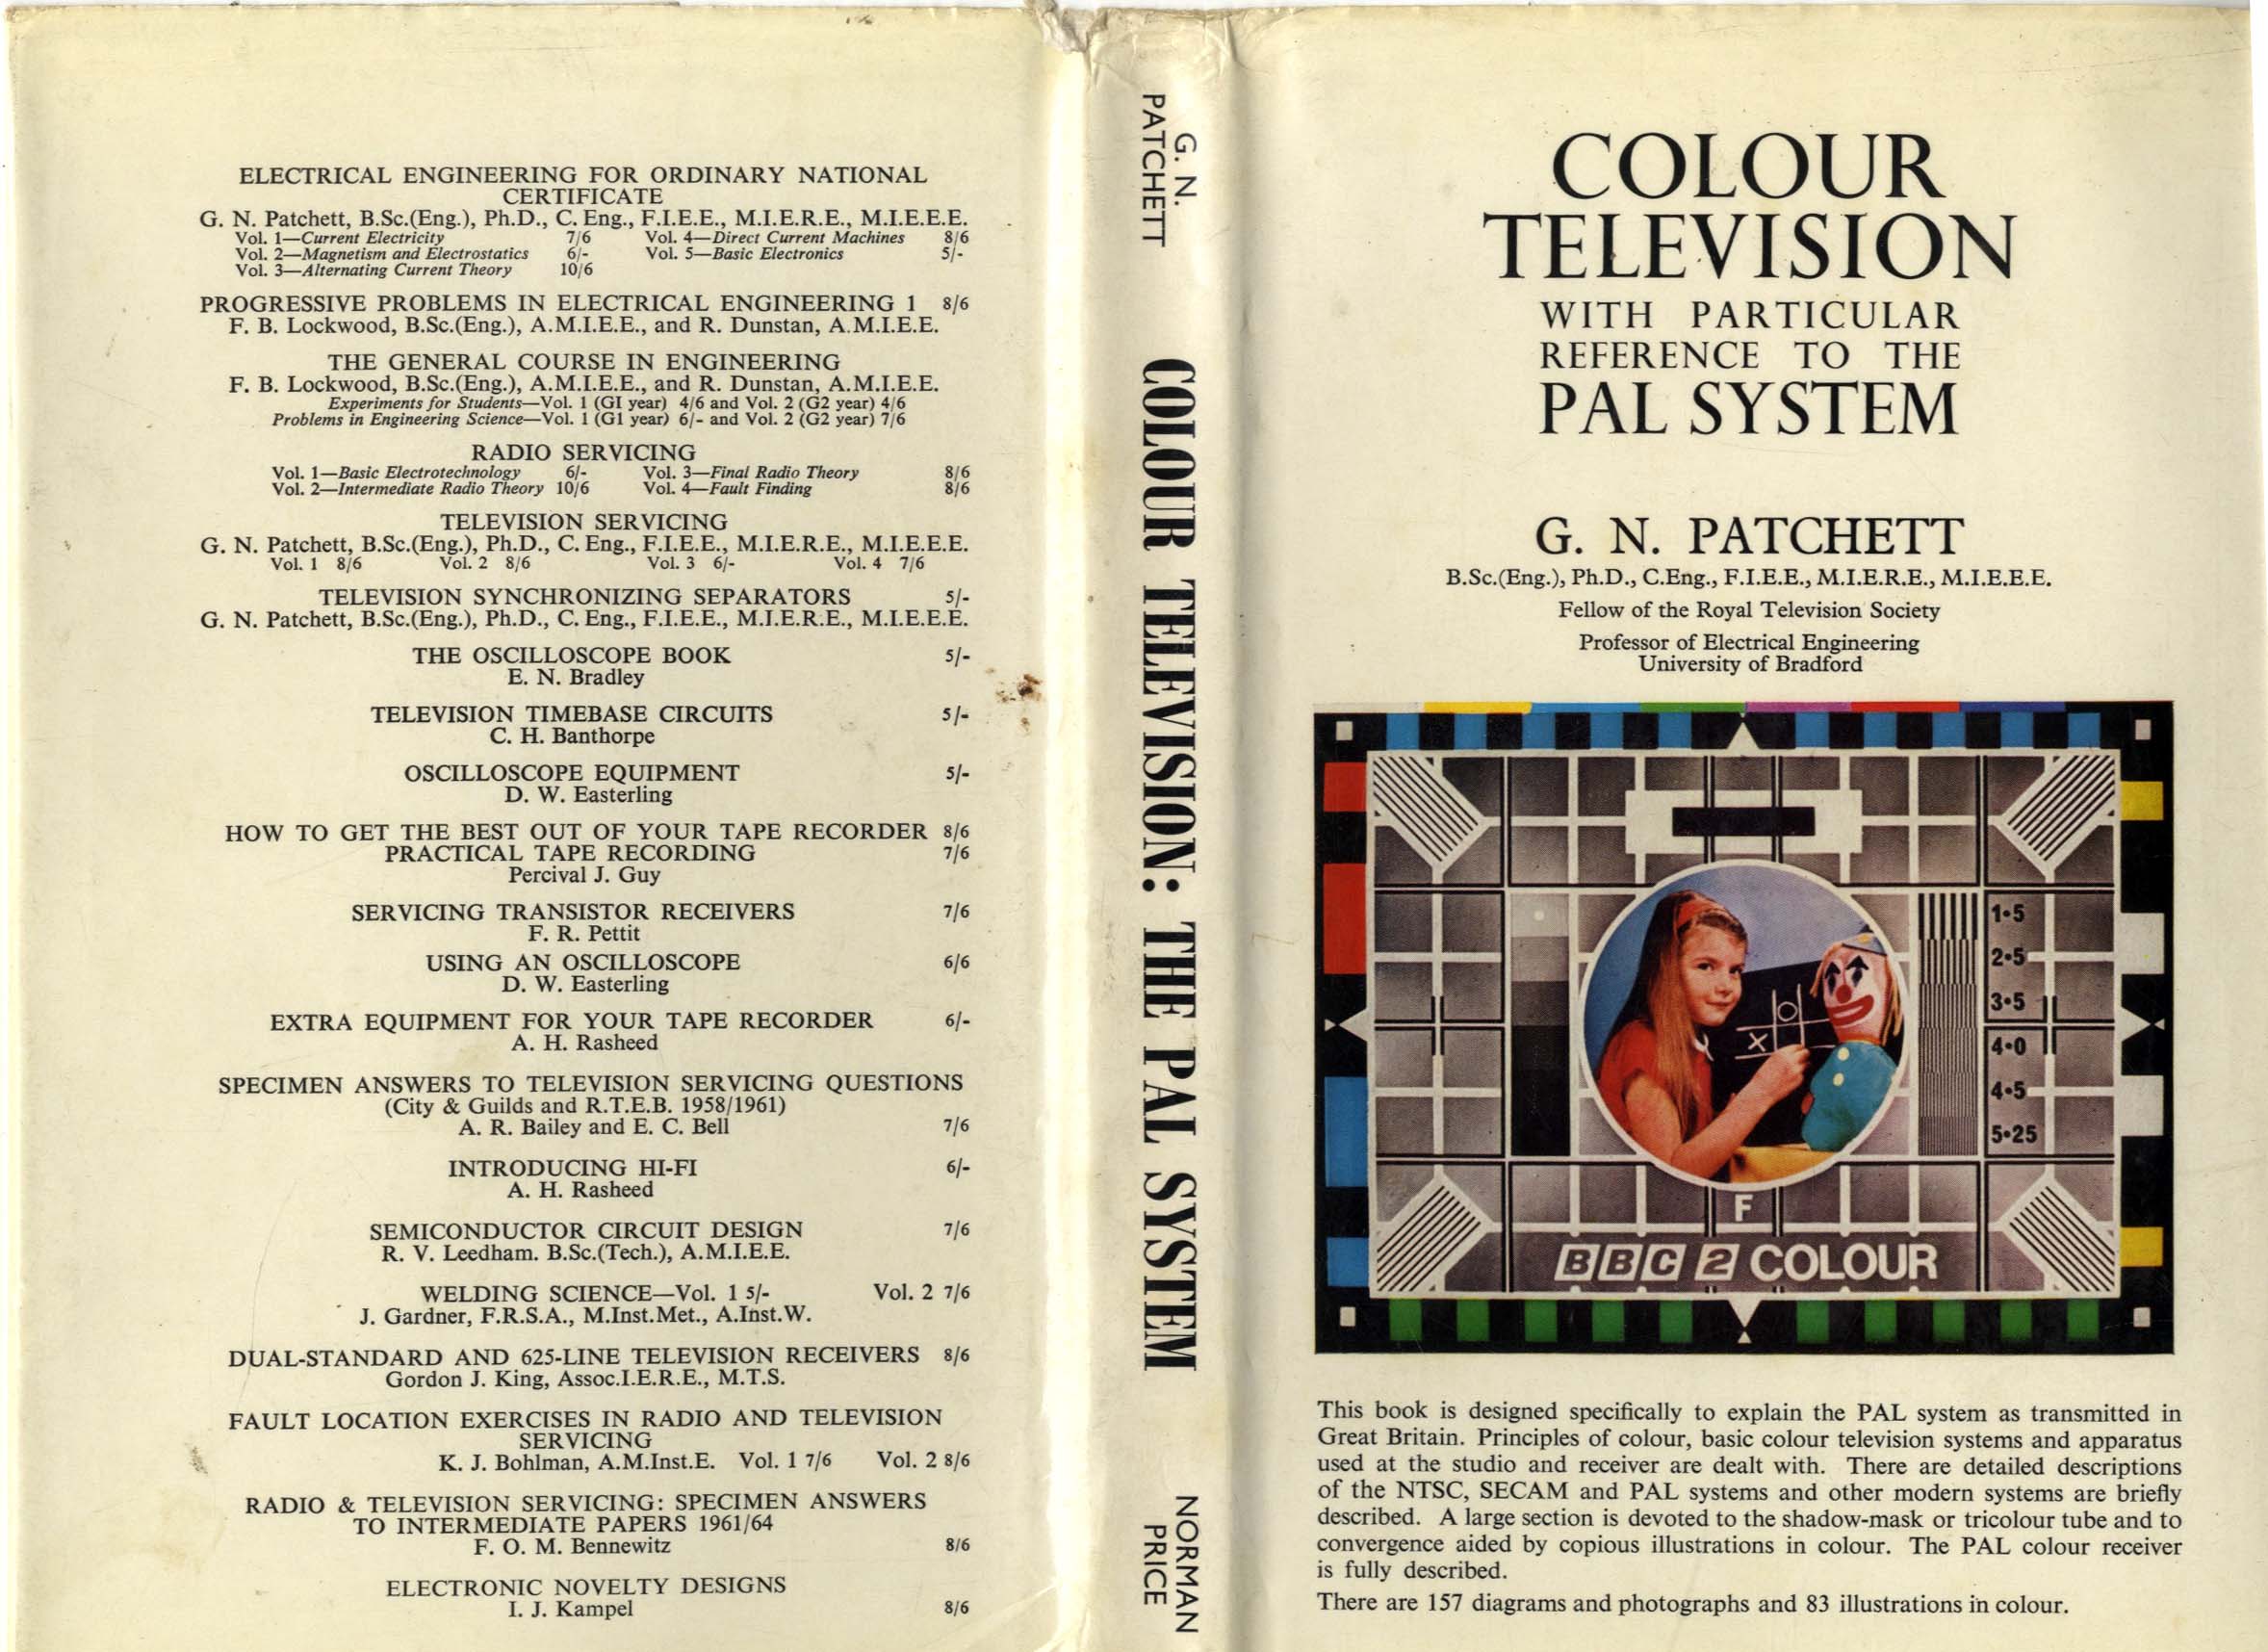 ELECTRICAL ENGINEERING FOR ORDINARY NATIONAL
CERTIFICATE
G. N. Patchett, B.Sc.(Eng.), Ph.D., C. Eng., F.I.E.E., M.I.E.R.E., M.I.E.E.E.
Vol. 1—Current Electricity 7/6 Vol. 4—Direct Current Machines 8/6
Vol. 2—Magnetism and Electrostatics 6/- Vol. 5—Basic Electronics 5/-
Vol. 3—Alternating Current Theory 10/6
PROGRESSIVE PROBLEMS IN ELECTRICAL ENGINEERING 1 8/6
F. B. Lockwood, B.Sc.(Eng.), A.M.I.E.E., and R. Dunstan, A.M.I.E.E.
THE GENERAL COURSE IN ENGINEERING
F. B. Lockwood, B.Sc.(Eng.), A.M.I.E.E., and R. Dunstan, A.M.I.E.E.
Experiments for Students—Vol. 1 (GI year) 4/6 and Vol. 2 (G2 year) 4/6
Problems in Engineering Science—Vol. 1 (G1 year) 6/- and Vol. 2 (G2 year) 7/6
RADIO SERVICING
Vol. 1—Basic Electrotechnology 6/- Vol. 3—Final Radio Theory 8/6
Vol. 2—Intermediate Radio Theory 10/6 Vol. 4—Fault Finding 8/6
TELEVISION SERVICING
G. N. Patchett, B.Sc.(Eng.), Ph.D., C. Eng., F.I.E.E., M.I.E.R.E., M.I.E.E.E.
Vol. 1 8/6 Vol. 2 8/6 Vol. 3 6/- Vol. 4 7/6
TELEVISION SYNCHRONIZING SEPARATORS 5/-
G. N. Patchett, B.Sc.(Eng.), Ph.D., C. Eng., F.I.E.E., M.I.E.R.E., M.I.E.E.E.
THE OSCILLOSCOPE BOOK 5/-
E. N. Bradley
TELEVISION TIMEBASE CIRCUITS 5/-
C. H. Banthorpe
OSCILLOSCOPE EQUIPMENT 5/-
D. W. Easterling
HOW TO GET THE BEST OUT OF YOUR TAPE RECORDER 8/6
PRACTICAL TAPE RECORDING 7/6
Percival J. Guy
SERVICING TRANSISTOR RECEIVERS 7/6
F. R. Pettit
USING AN OSCILLOSCOPE 6/6
D. W. Easterling
EXTRA EQUIPMENT FOR YOUR TAPE RECORDER 6/-
A. H. Rasheed
SPECIMEN ANSWERS TO TELEVISION SERVICING QUESTIONS
(City & Guilds and R.T.E.B. 1958/1961)
A. R. Bailey and E. C. Bell 7/6
INTRODUCING HI-FI 6/-
A. H. Rasheed
SEMICONDUCTOR CIRCUIT DESIGN 7/6
R. V. Leedham. B.Sc.(Tech.), A.M.I.E.E.
WELDING SCIENCE—Vol. 1 5/- Vol. 2 7/6
J. Gardner, F.R.S.A., M.Inst.Met., A.Inst.W.
DUAL-STANDARD AND 625-LINE TELEVISION RECEIVERS 8/6
Gordon J. King, Assoc.I.E.R.E., M.T.S.
FAULT LOCATION EXERCISES IN RADIO AND TELEVISION
SERVICING
K. J. Bohlman, A.M.Inst.E. Vol. 1 7/6 Vol. 2 8/6
RADIO & TELEVISION SERVICING: SPECIMEN ANSWERS
TO INTERMEDIATE PAPERS 1961/64
F. O. M. Bennewitz 8/6
ELECTRONIC NOVELTY DESIGNS
I. J. Kampel 8/6
G. N.
PATCHETT
COLOUR TELEVISION: THE PAL SYSTEM
NORMAN
PRICE
COLOUR
TELEVISION
WITH PARTICULAR
REFERENCE TO THE
PAL SYSTEM
G. N. PATCHETT
B.Sc.(Eng.), Ph.D., C.Eng., F.I.E.E., M.I.E.R.E., M.I.E.E.E.
Fellow of the Royal Television Society
Professor of Electrical Engineering
University of Bradford
1•5
2•5
3•5
4•0
4•5
5•25
O
X
F
BBC 2 COLOUR
This book is designed specifically to explain the PAL system as transmitted in
Great Britain. Principles of colour, basic colour television systems and apparatus
used at the studio and receiver are dealt with. There are detailed descriptions
of the NTSC, SECAM and PAL systems and other modern systems are briefly
described. A large section is devoted to the shadow-mask or tricolour tube and to
convergence aided by copious illustrations in colour. The PAL colour receiver
is fully described.
There are 157 diagrams and photographs and 83 illustrations in colour.